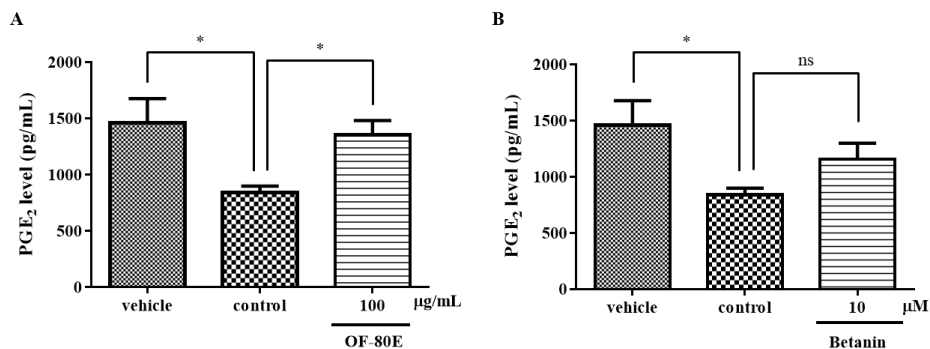 A
*
*
PGE₂ level (pg/mL)
2000
1500
1000
500
0
vehicle
control
100
µg/mL
OF-80E
B
*
ns
PGE₂ level (pg/mL)
2000
1500
1000
500
0
vehicle
control
10
µM
Betanin